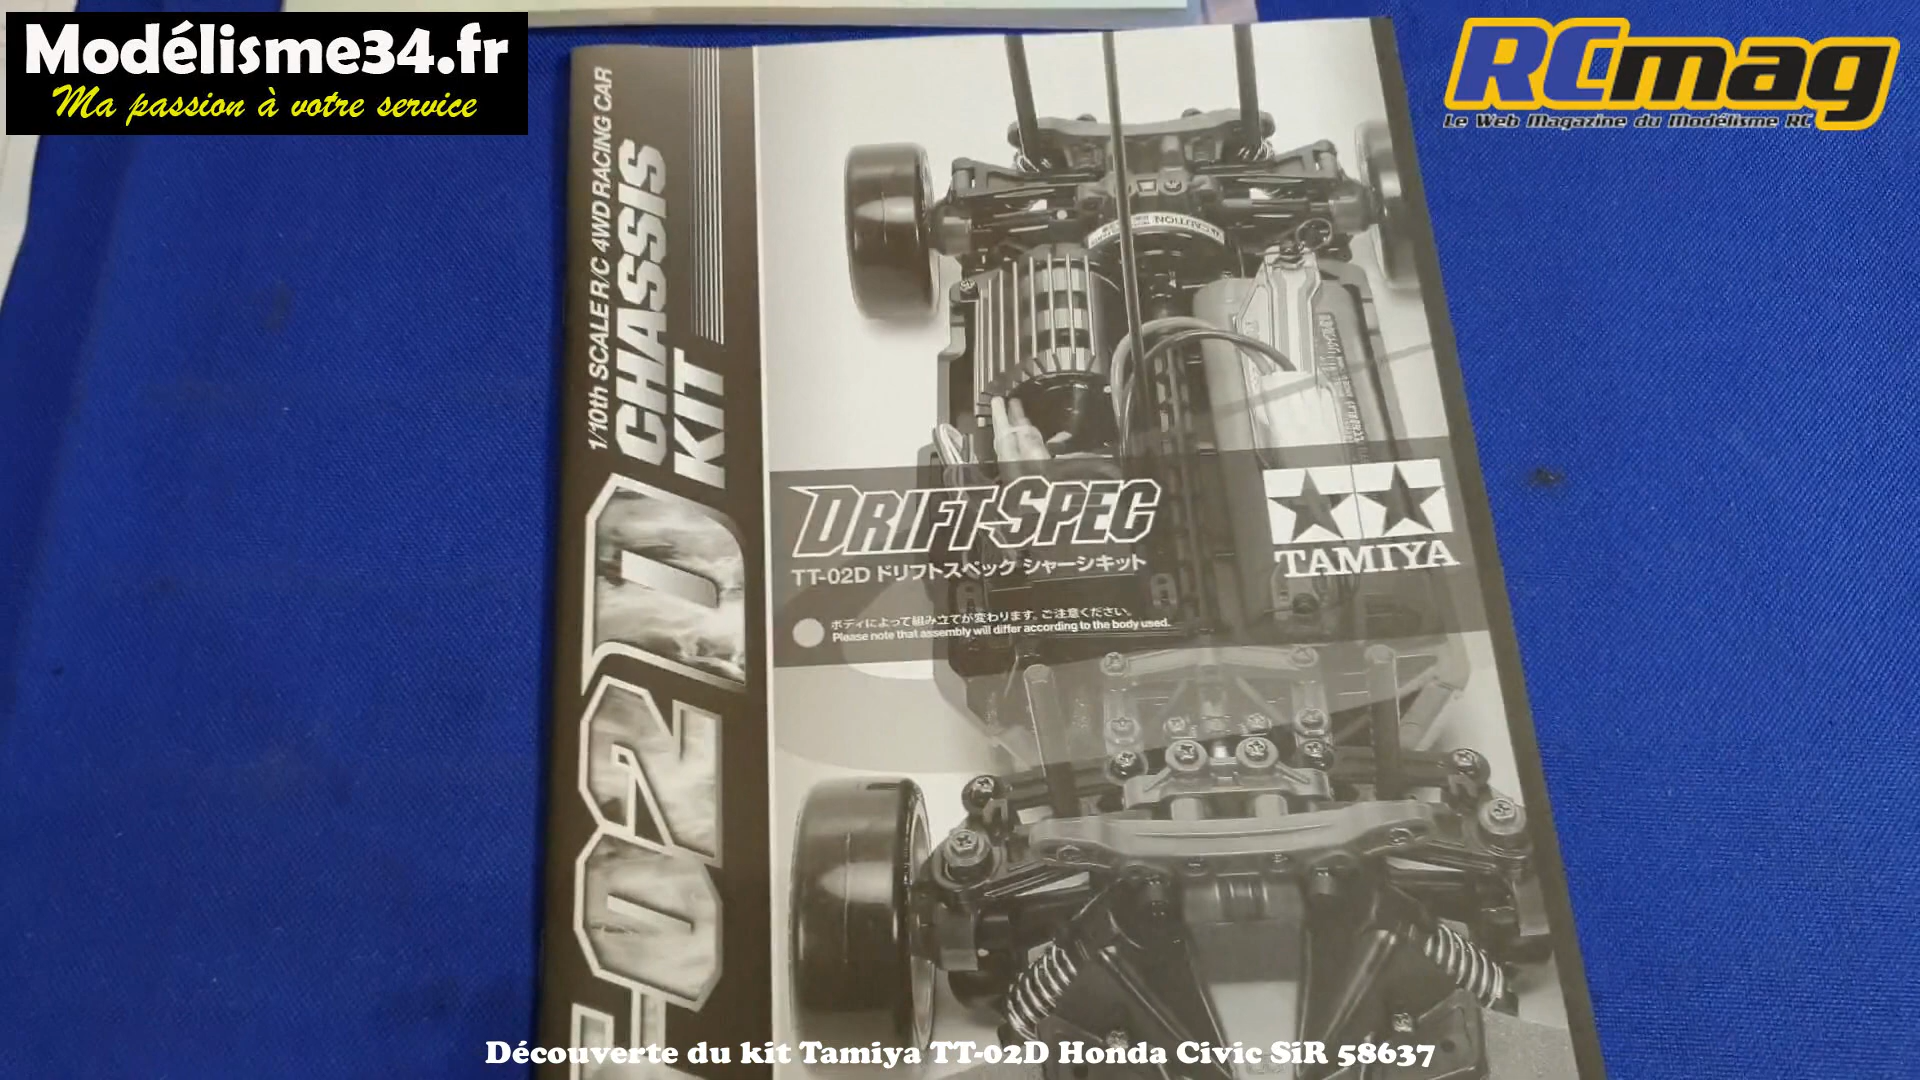 Modélisme34.fr
Ma passion à votre service
RCmag
Le Web Magazine du Modélisme RC
1/10th SCALE R/C 4WD RACING CAR
CHASSIS
KIT
02D
CAUTION
DRIFT-SPEC
TT-02D ドリフトスペック シャーシキット
TAMIYA
ボディによって組み立てが変わります。ご注意ください。
Please note that assembly will differ according to the body used.
Découverte du kit Tamiya TT-02D Honda Civic SiR 58637